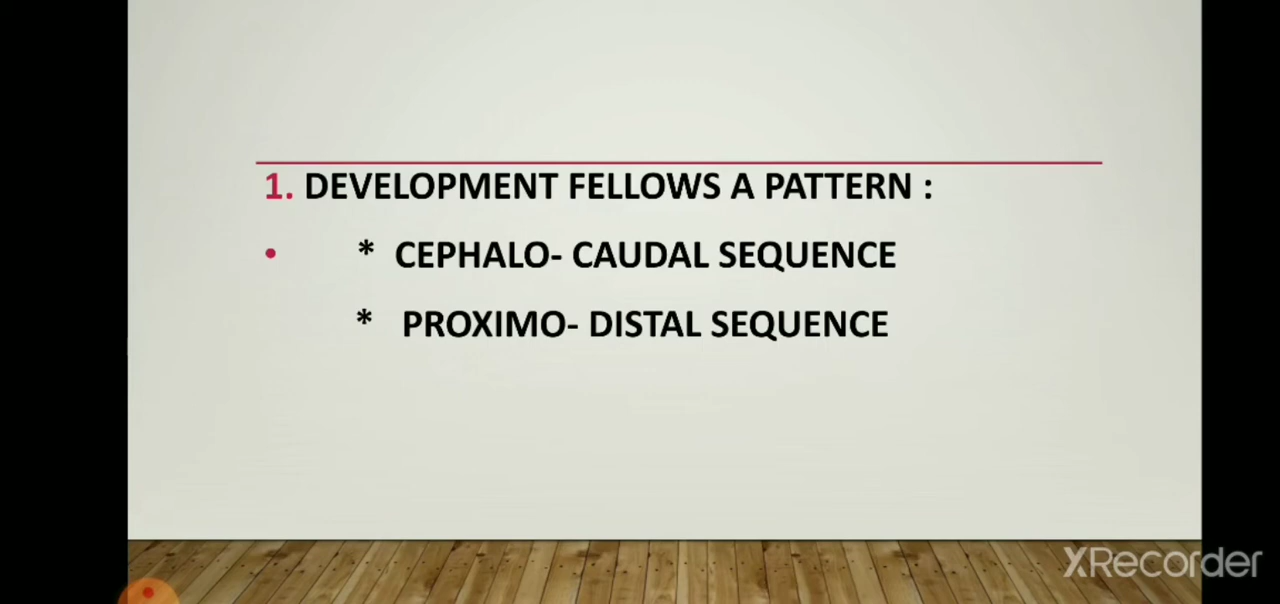 1. DEVELOPMENT FELLOWS A PATTERN :
• * CEPHALO- CAUDAL SEQUENCE
* PROXIMO- DISTAL SEQUENCE
XRecorder